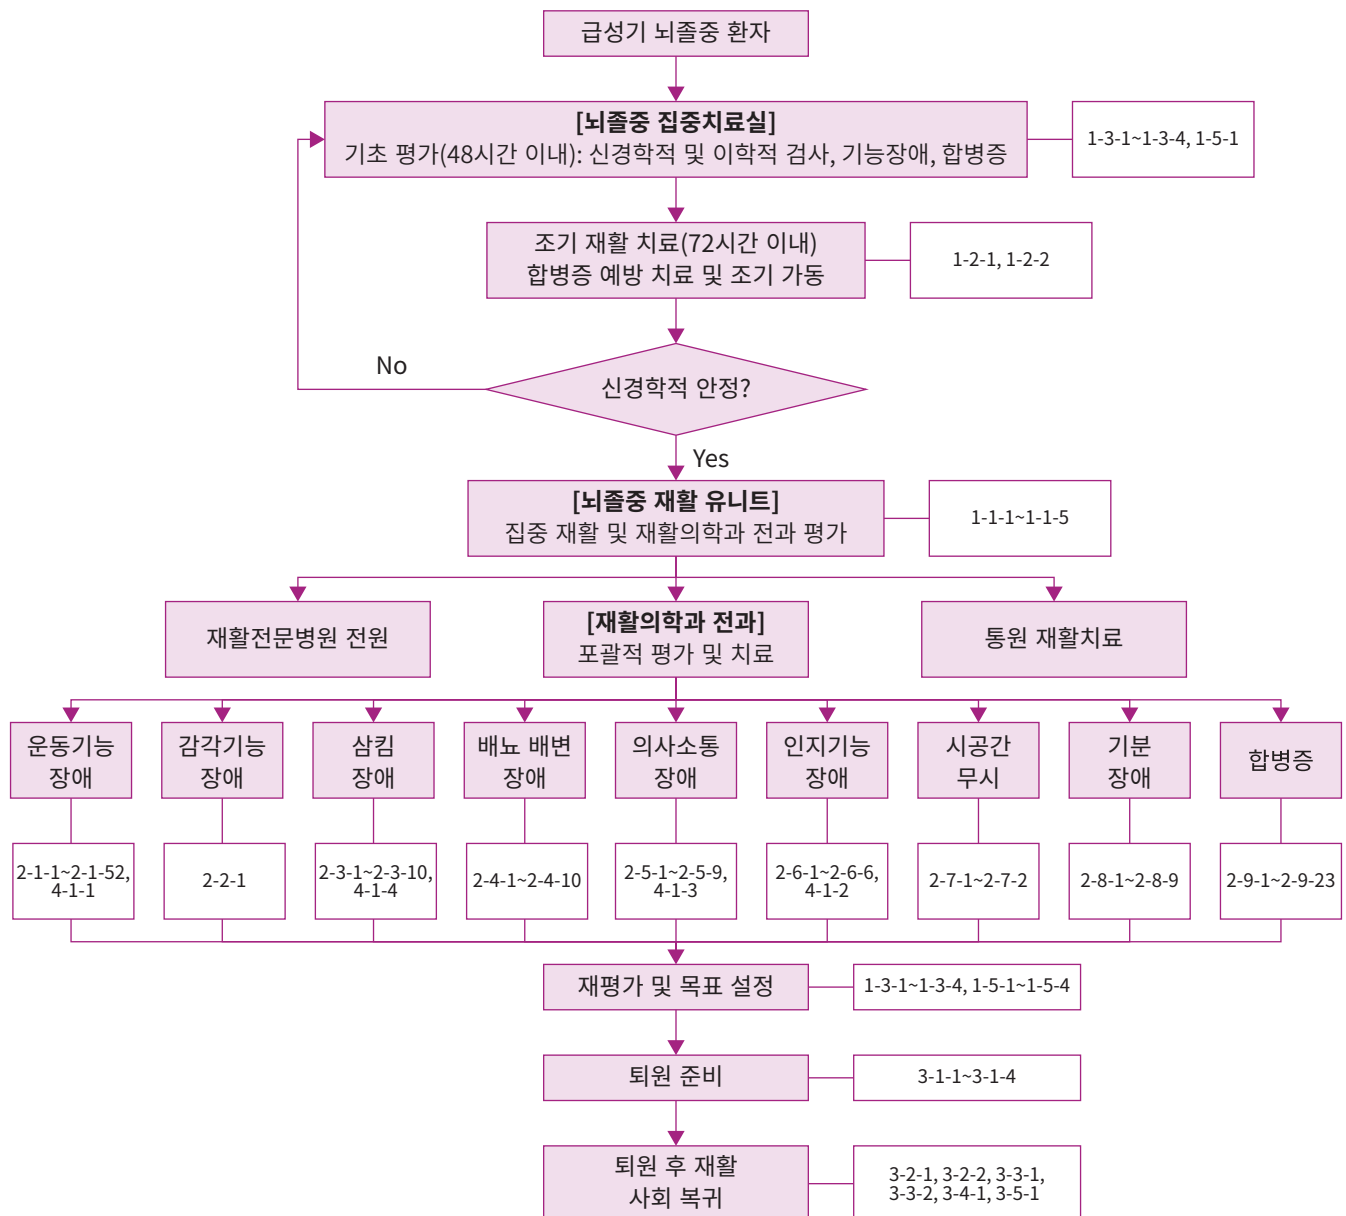 급성기 뇌졸중 환자
[뇌졸중 집중치료실]
기초 평가(48시간 이내): 신경학적 및 이학적 검사, 기능장애, 합병증
1-3-1~1-3-4, 1-5-1
조기 재활 치료(72시간 이내)
합병증 예방 치료 및 조기 가동
1-2-1, 1-2-2
No
신경학적 안정?
Yes
[뇌졸중 재활 유니트]
집중 재활 및 재활의학과 전과 평가
1-1-1~1-1-5
재활전문병원 전원
[재활의학과 전과]
포괄적 평가 및 치료
통원 재활치료
운동기능
장애
감각기능
장애
삼킴
장애
배뇨 배변
장애
의사소통
장애
인지기능
장애
시공간
무시
기분
장애
합병증
2-1-1~2-1-52,
4-1-1
2-2-1
2-3-1~2-3-10,
4-1-4
2-4-1~2-4-10
2-5-1~2-5-9,
4-1-3
2-6-1~2-6-6,
4-1-2
2-7-1~2-7-2
2-8-1~2-8-9
2-9-1~2-9-23
재평가 및 목표 설정
1-3-1~1-3-4, 1-5-1~1-5-4
퇴원 준비
3-1-1~3-1-4
퇴원 후 재활
사회 복귀
3-2-1, 3-2-2, 3-3-1,
3-3-2, 3-4-1, 3-5-1